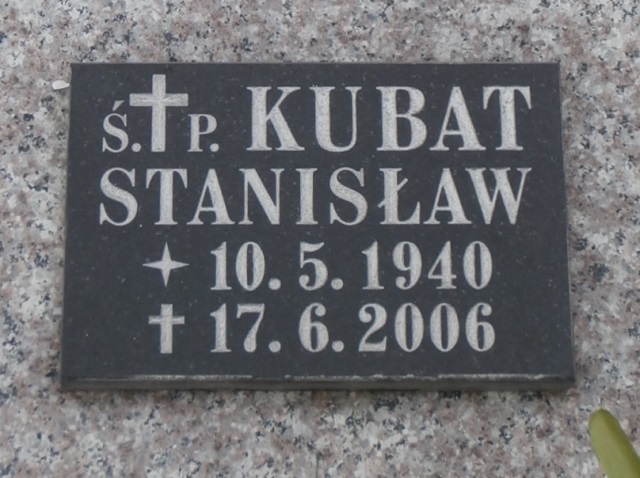 Ś.✝P. KUBAT
STANISŁAW
✦ 10. 5. 1940
✝ 17. 6. 2006